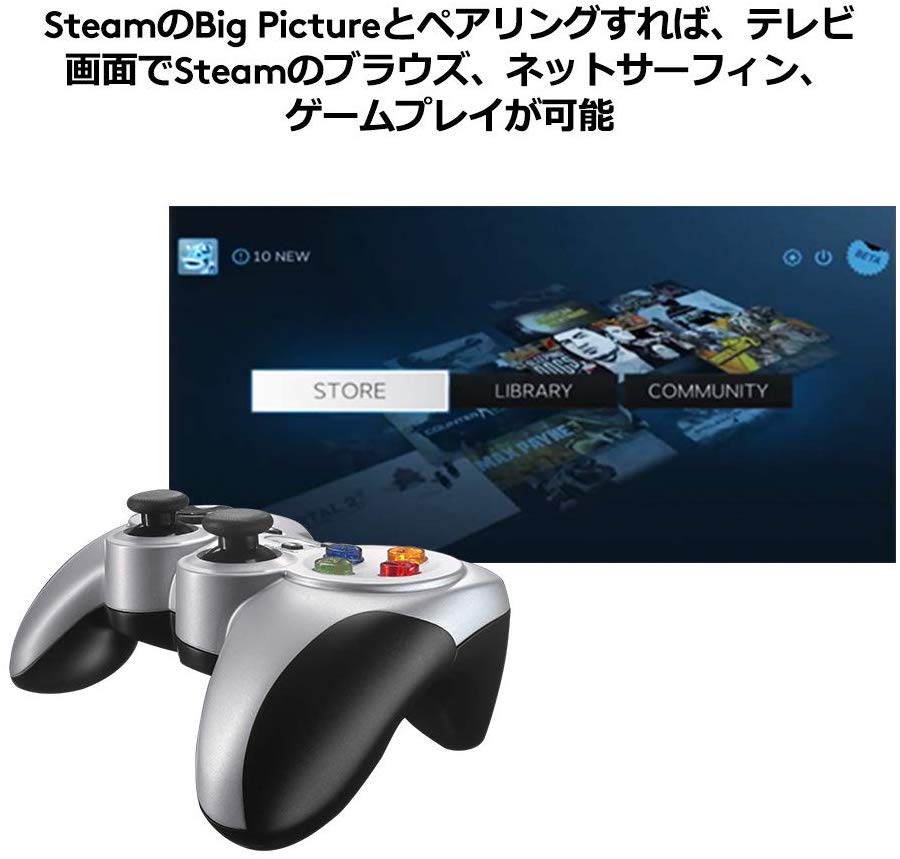 SteamのBig Pictureとペアリングすれば、テレビ
画面でSteamのブラウズ、ネットサーフィン、
ゲームプレイが可能
10 NEW
BETA
STORE
LIBRARY
COMMUNITY
MAX PAYNE